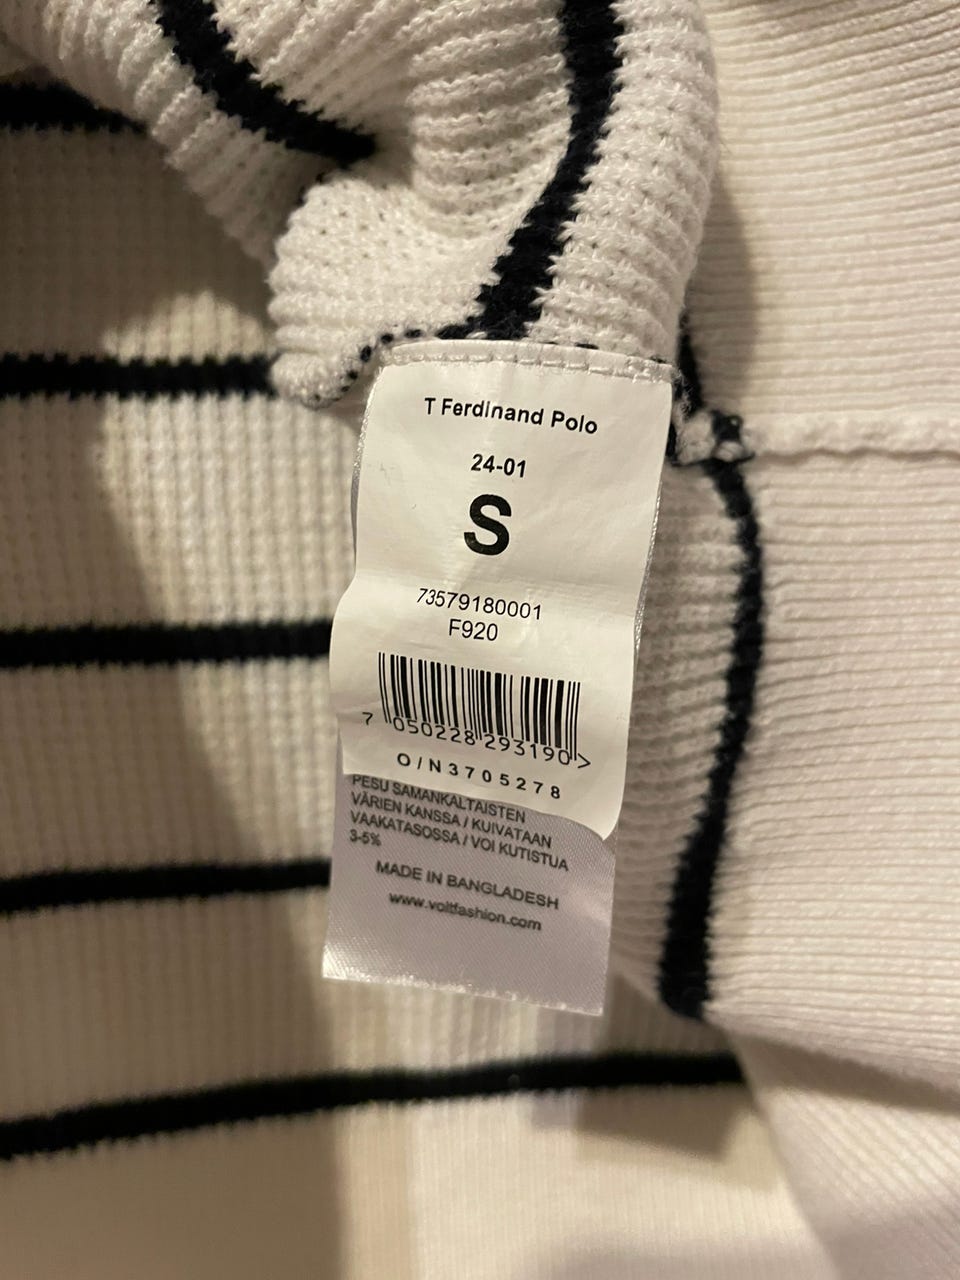 T Ferdinand Polo
24-01
S
73579180001
F920
7 050228 293190 >
O/N3705278
PESU SAMANKALTAISTEN
VÄRIEN KANSSA / KUIVATAAN
VAAKATASOSSA / VOI KUTISTUA
3-5%
MADE IN BANGLADESH
www.voltfashion.com